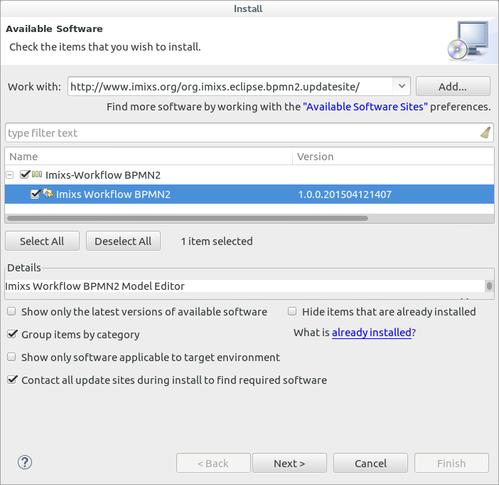 Install
Available Software
Check the items that you wish to install.
Work with: http://www.imixs.org/org.imixs.eclipse.bpmn2.updatesite/ Add...
Find more software by working with the "Available Software Sites" preferences.
type filter text
Name Version
Imixs-Workflow BPMN2
Imixs Workflow BPMN2 1.0.0.201504121407
Select All Deselect All 1 item selected
Details
Imixs Workflow BPMN2 Model Editor
Show only the latest versions of available software Hide items that are already installed
Group items by category What is already installed?
Show only software applicable to target environment
Contact all update sites during install to find required software
? < Back Next > Cancel Finish